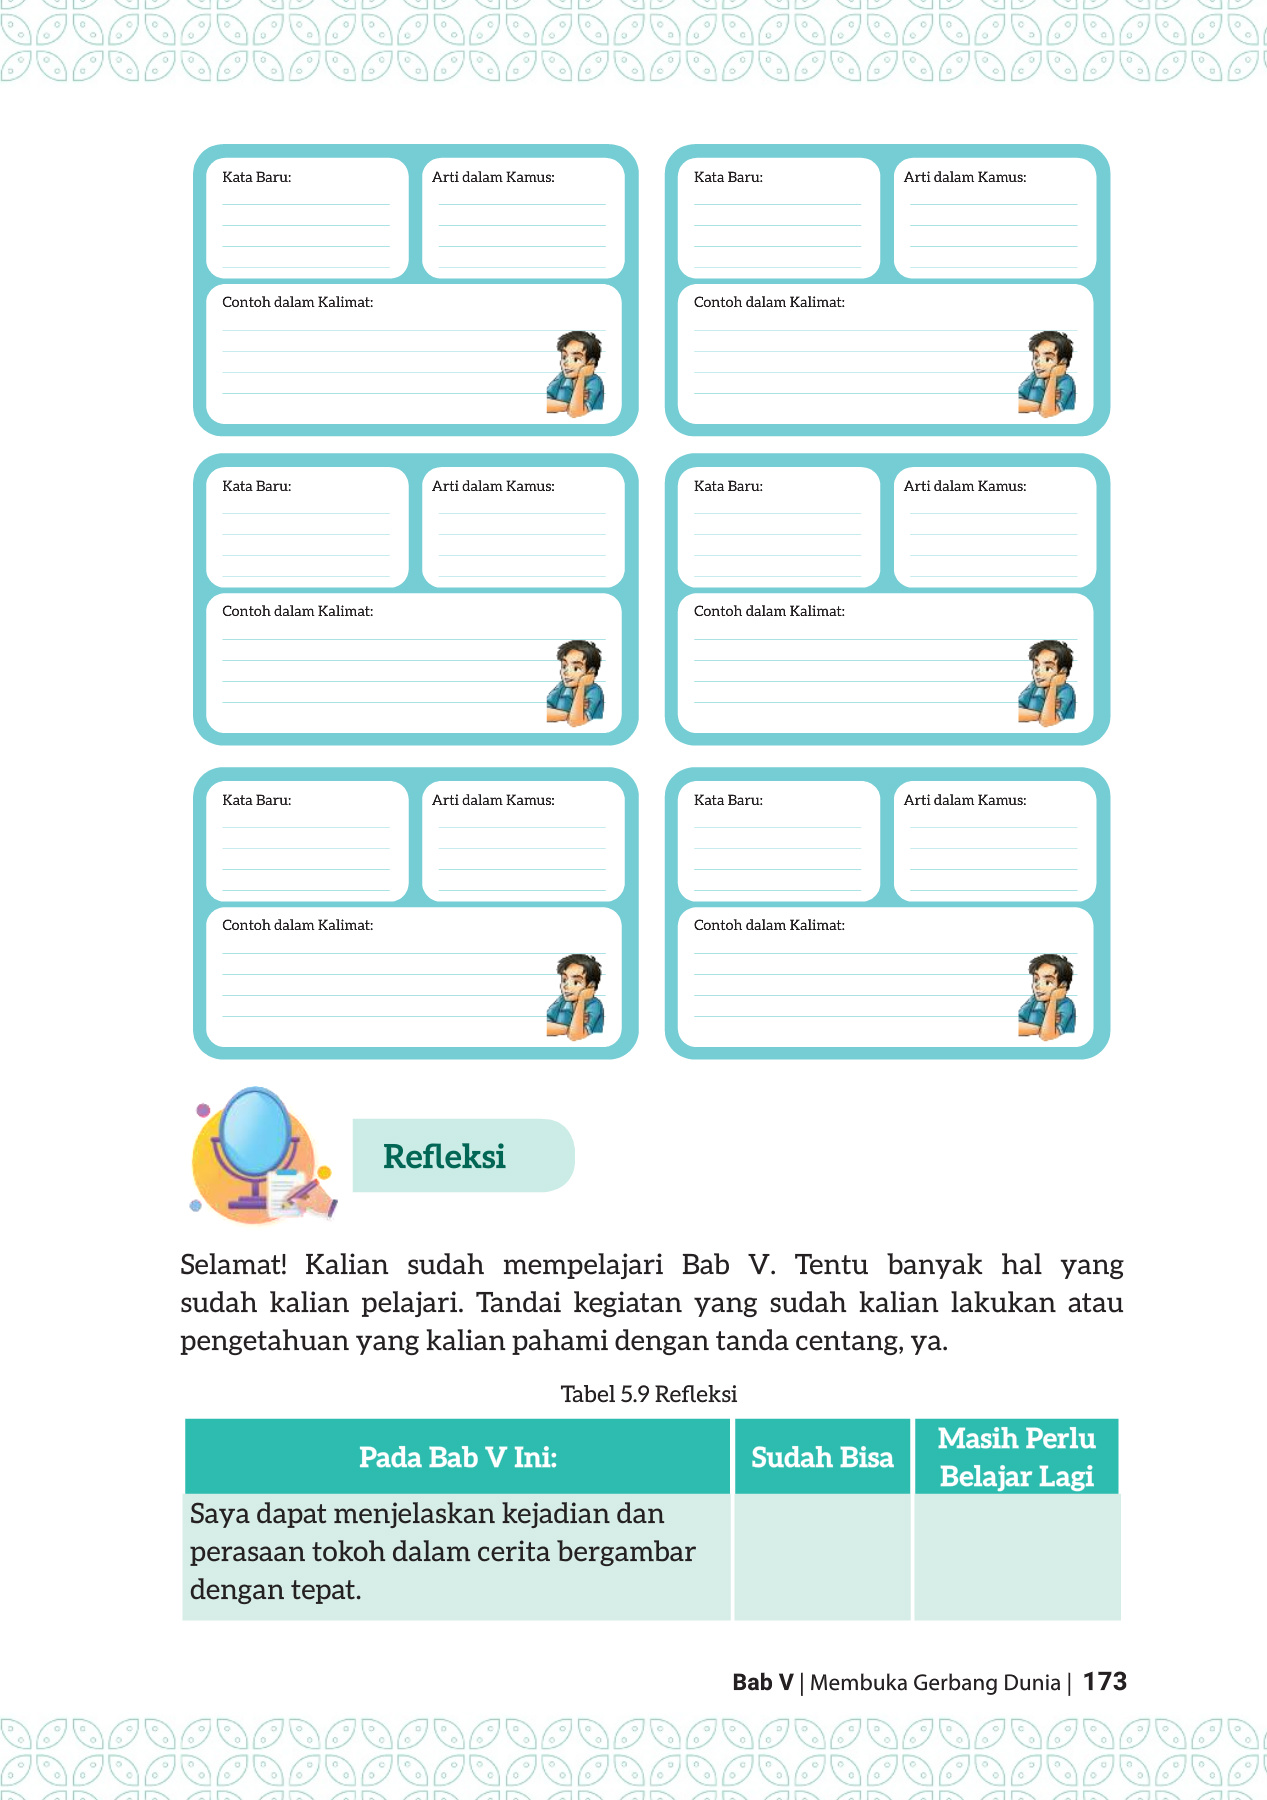 Kata Baru:
Arti dalam Kamus:
Contoh dalam Kalimat:
Kata Baru:
Arti dalam Kamus:
Contoh dalam Kalimat:
Kata Baru:
Arti dalam Kamus:
Contoh dalam Kalimat:
Kata Baru:
Arti dalam Kamus:
Contoh dalam Kalimat:
Kata Baru:
Arti dalam Kamus:
Contoh dalam Kalimat:
Kata Baru:
Arti dalam Kamus:
Contoh dalam Kalimat:
Refleksi
Selamat! Kalian sudah mempelajari Bab V. Tentu banyak hal yang
sudah kalian pelajari. Tandai kegiatan yang sudah kalian lakukan atau
pengetahuan yang kalian pahami dengan tanda centang, ya.
Tabel 5.9 Refleksi
Pada Bab V Ini:
Sudah Bisa
Masih Perlu
Belajar Lagi
Saya dapat menjelaskan kejadian dan
perasaan tokoh dalam cerita bergambar
dengan tepat.
Bab V | Membuka Gerbang Dunia | 173